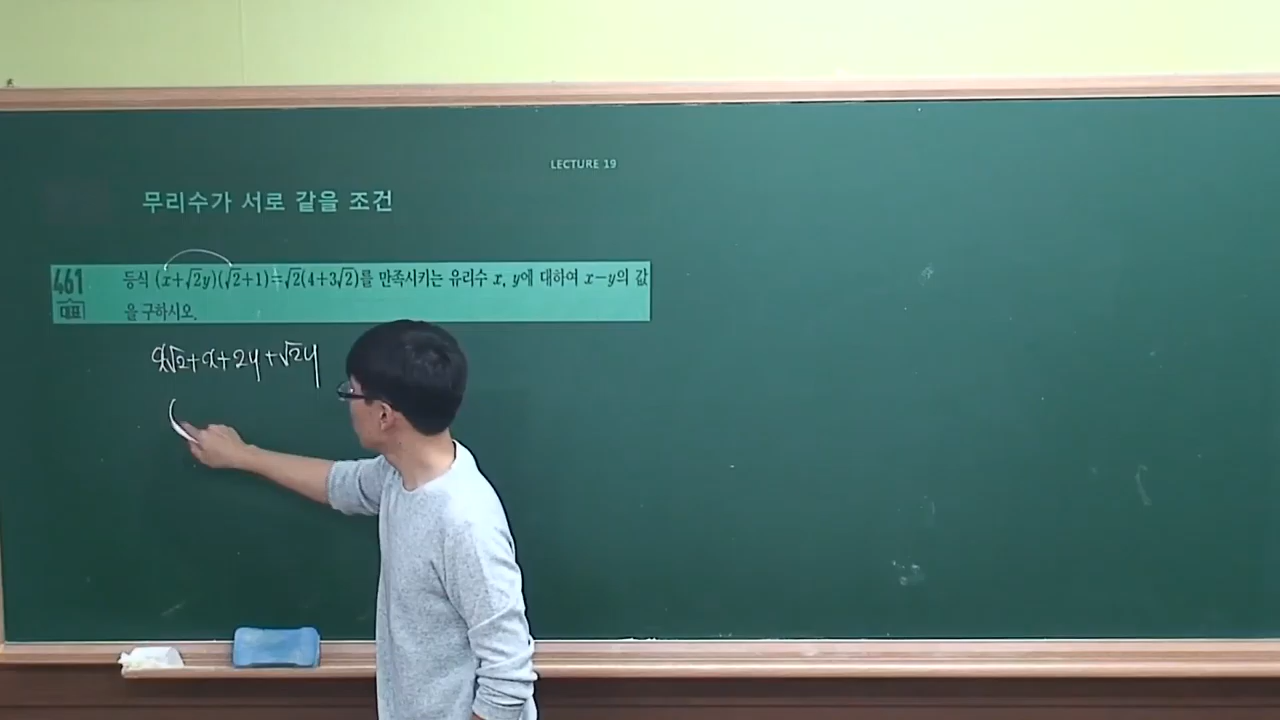 LECTURE 19
무리수가 서로 같을 조건
461 등식 (x+√2y)(√2+1)=√2(4+3√2)를 만족시키는 유리수 x, y에 대하여 x-y의 값
대표 을 구하시오.
x√2+x+2y+√2y
(